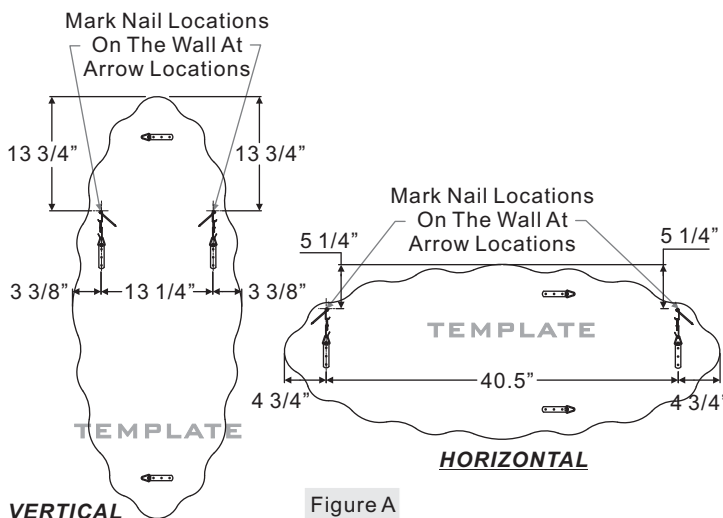 Mark Nail Locations
On The Wall At
Arrow Locations
13 3/4”
13 3/4”
3 3/8”
13 1/4”
3 3/8”
TEMPLATE
VERTICAL
Mark Nail Locations
On The Wall At
Arrow Locations
5 1/4”
5 1/4”
TEMPLATE
4 3/4”
40.5”
4 3/4”
HORIZONTAL
Figure A